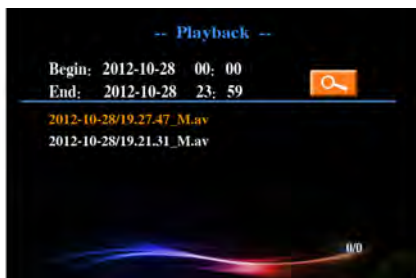 -- Playback --
Begin: 2012-10-28 00: 00
End: 2012-10-28 23: 59
2012-10-28/19.27.47_M.av
2012-10-28/19.21.31_M.av
0/0